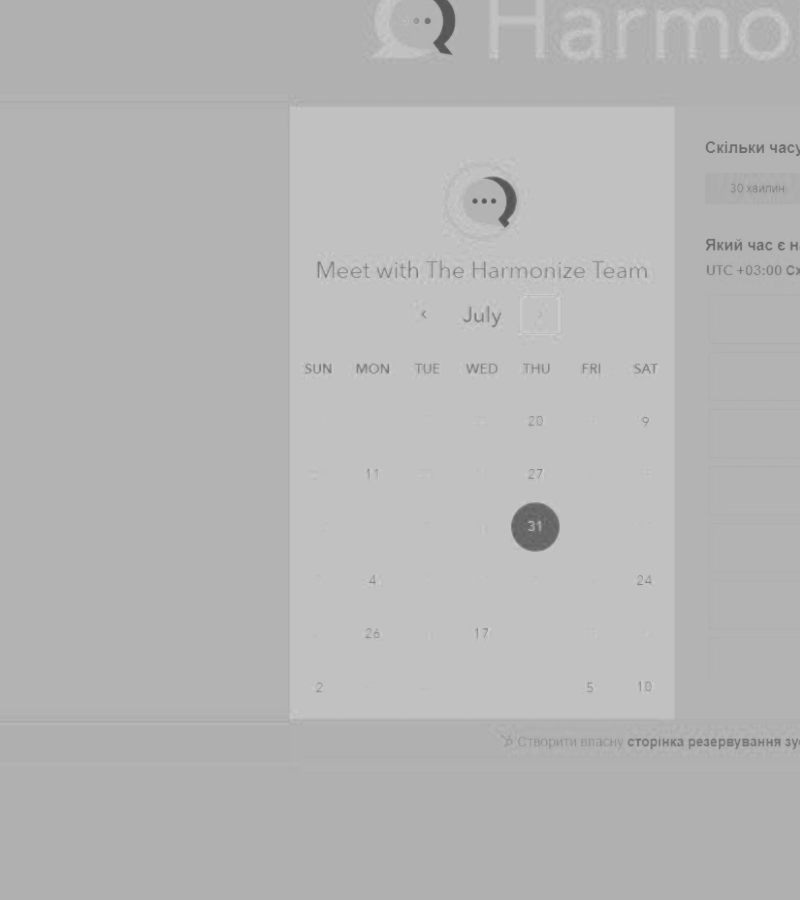 Harmo
Meet with The Harmonize Team
July
SUN MON TUE WED THU FRI SAT
20 9
11 27
31
4 24
26 17
2 5 10
Скільки часу
30 хвилин
Який час є на
UTC +03:00 Сх
Створити власну сторінка резервування зу